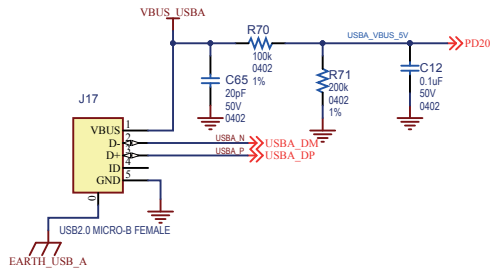 VBUS_USBA
R70
100k
0402
1%
USBA_VBUS_5V
PD20
C65
20pF
50V
0402
R71
200k
0402
1%
C12
0.1uF
50V
0402
J17
VBUS
1
D-
2
USBA_N
USBA_DM
D+
3
USBA_P
USBA_DP
ID
4
GND
5
0
USB2.0 MICRO-B FEMALE
EARTH_USB_A